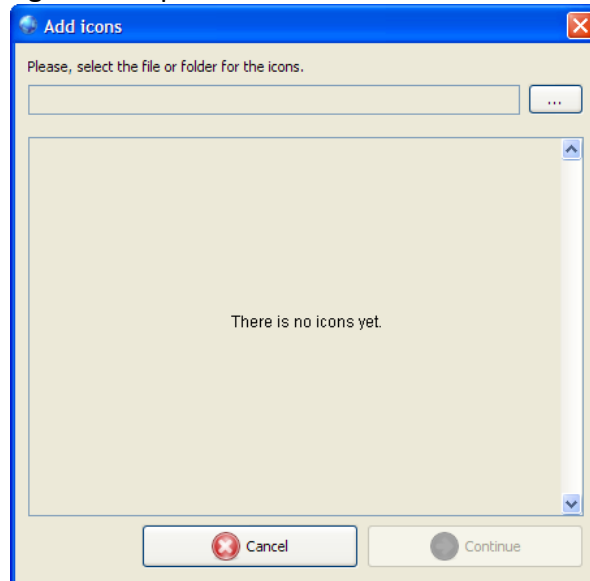 Add icons
Please, select the file or folder for the icons.
...
There is no icons yet.
Cancel
Continue